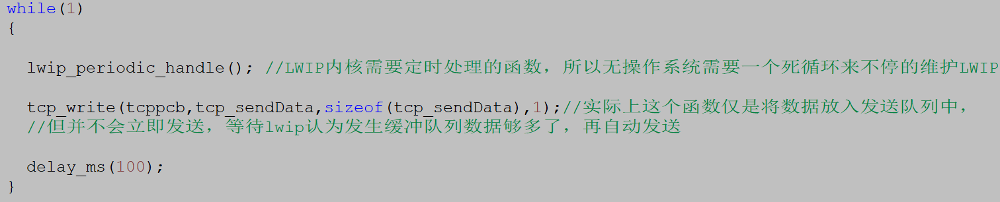 while(1)
{
lwip_periodic_handle(); //LWIP内核需要定时处理的函数，所以无操作系统需要一个死循环来不停的维护LWIP
tcp_write(tcppcb,tcp_sendData,sizeof(tcp_sendData),1);//实际上这个函数仅是将数据放入发送队列中，
//但并不会立即发送，等待lwip认为发生缓冲队列数据够多了，再自动发送
delay_ms(100);
}